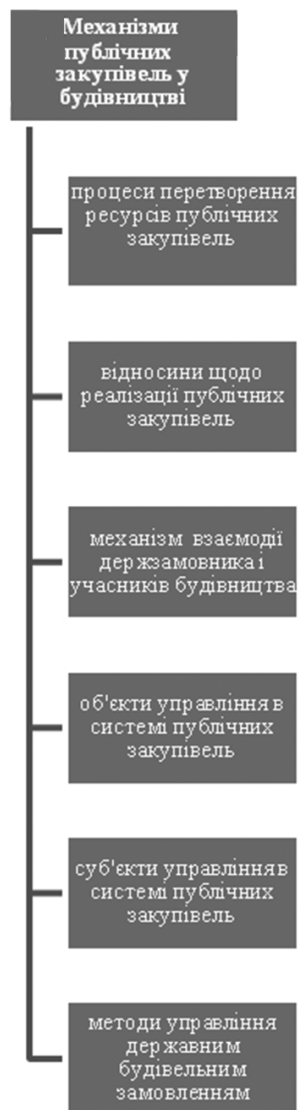 Механізми
публічних
закупівель у
будівництві
процеси перетворення
ресурсів публічних
закупівель
відносини щодо
реалізації публічних
закупівель
механізм взаємодії
держзамовника і
учасників будівництва
об'єкти управління в
системі публічних
закупівель
суб'єкти управління в
системі публічних
закупівель
методи управління
державним
будівельним
замовленням